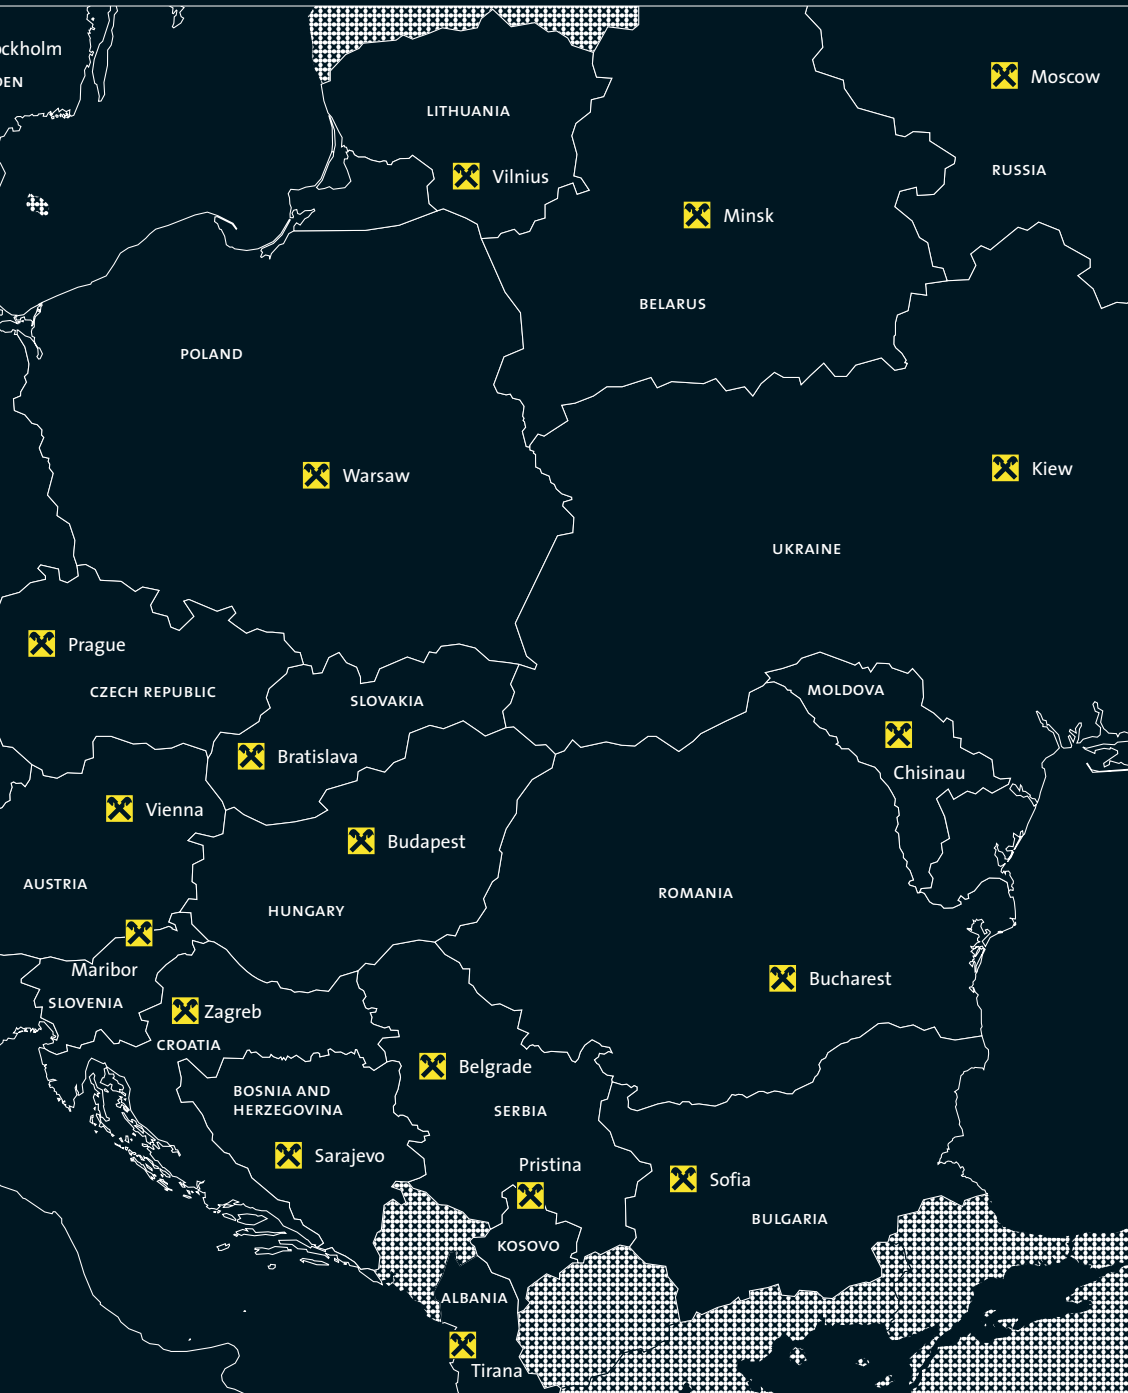 ckholm
DEN
Moscow
LITHUANIA
RUSSIA
Vilnius
Minsk
BELARUS
POLAND
Warsaw
Kiew
UKRAINE
Prague
CZECH REPUBLIC
SLOVAKIA
MOLDOVA
Bratislava
Chisinau
Vienna
Budapest
AUSTRIA
ROMANIA
HUNGARY
Maribor
Bucharest
SLOVENIA
Zagreb
CROATIA
Belgrade
BOSNIA AND
HERZEGOVINA
SERBIA
Sarajevo
Pristina
Sofia
BULGARIA
KOSOVO
ALBANIA
Tirana